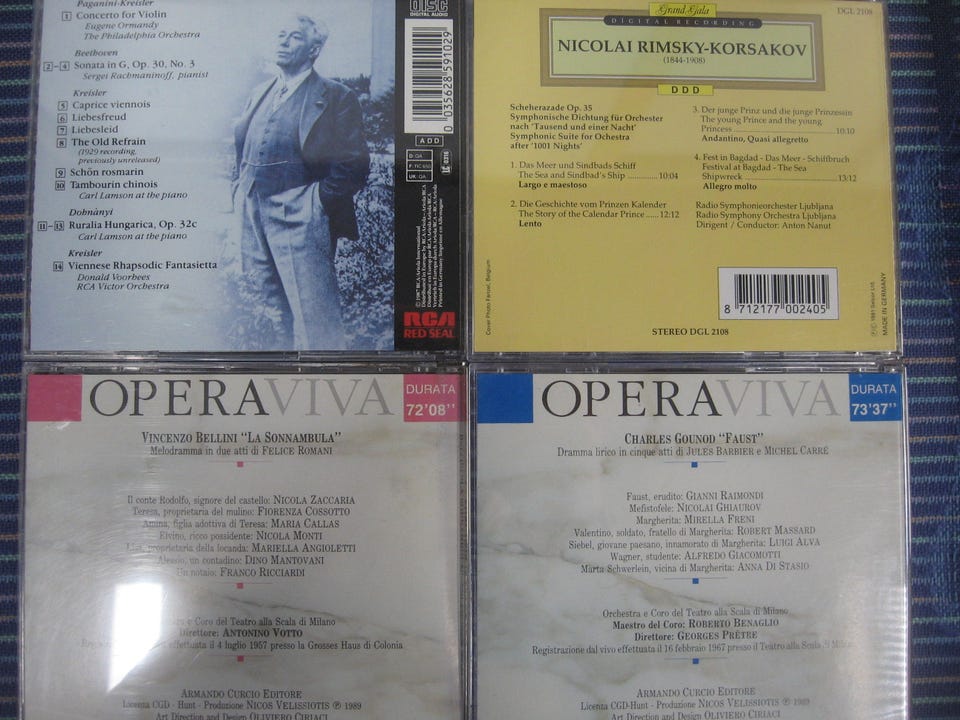 Paganini-Kreisler
1 Concerto for Violin
Eugene Ormandy
The Philadelphia Orchestra
Beethoven
2-4 Sonata in G, Op. 30, No. 3
Sergei Rachmaninoff, pianist
Kreisler
5 Caprice viennois
6 Liebesfreud
7 Liebesleid
8 The Old Refrain
(1929 recording,
previously unreleased)
9 Schön rosmarin
10 Tambourin chinois
Carl Lamson at the piano
Dohnànyi
11-13 Ruralia Hungarica, Op. 32c
Carl Lamson at the piano
Kreisler
14 Viennese Rhapsodic Fantasietta
Donald Voorhees
RCA Victor Orchestra
DISC
DIGITAL AUDIO
0 035628 591029
ADD
RCA
RED SEAL
Grand Gala
DIGITAL RECORDING
DGL 2108
NICOLAI RIMSKY-KORSAKOV
(1844-1908)
DDD
Scheherazade Op. 35
Symphonische Dichtung für Orchester
nach 'Tausend und einer Nacht'
Symphonic Suite for Ochestra
after '1001 Nights'
1. Das Meer und Sindbads Schiff
The Sea and Sindbad's Ship 10:04
Largo e maestoso
2. Die Geschichte vom Prinzen Kalender
The Story of the Calendar Prince 12:12
Lento
3. Der junge Prinz und die junge Prinzessin
The young Prince and the young
Princess 10:10
Andantino, Quasi allegretto
4. Fest in Bagdad - Das Meer - Schiffbruch
Festival at Bagdad - The Sea
Shipwreck 13:12
Allegro molto
Radio Symphonieorchester Ljubljana
Radio Symphony Orchestra Ljubljana
Dirigent / Conductor: Anton Nanut
Cover Photo Farcel, Belgium
8 712177 002405
STEREO DGL 2108
MADE IN GERMANY
OPERAVIVA
DURATA
72'08"
VINCENZO BELLINI "LA SONNAMBULA"
Melodramma in due atti di FELICE ROMANI
Il conte Rodolfo, signore del castello: NICOLA ZACCARIA
Teresa, proprietaria del mulino: FIORENZA COSSOTTO
Amina, figlia adottiva di Teresa: MARIA CALLAS
Elvino, ricco possidente: NICOLA MONTI
Lisa, proprietaria della locanda: MARIELLA ANGIOLETTI
Alessio, un contadino: DINO MANTOVANI
Un notaio: FRANCO RICCIARDI
e Coro del Teatro alla Scala di Milano
Direttore: ANTONINO VOTTO
effettuata il 4 luglio 1957 presso la Grosses Haus di Colonia
ARMANDO CURCIO EDITORE
Licenza CGD - Hunt - Produzione NICOS VELISSIOTIS ℗ 1989
Art Direction and Design OLIVIERO CIRIACI
OPERAVIVA
DURATA
73'37"
CHARLES GOUNOD "FAUST"
Dramma lirico in cinque atti di JULES BARBIER e MICHEL CARRÉ
Faust, erudito: GIANNI RAIMONDI
Mefistofele: NICOLAI GHIAUROV
Margherita: MIRELLA FRENI
Valentino, soldato, fratello di Margherita: ROBERT MASSARD
Siebel, giovane paesano, innamorato di Margherita: LUIGI ALVA
Wagner, studente: ALFREDO GIACOMOTTI
Marta Schwerlein, vicina di Margherita: ANNA DI STASIO
Orchestra e Coro del Teatro alla Scala di Milano
Maestro del Coro: ROBERTO BENAGLIO
Direttore: GEORGES PRÊTRE
Registrazione dal vivo effettuata il 16 febbraio 1967 presso il Teatro alla Scala di Milano
ARMANDO CURCIO EDITORE
Licenza CGD-Hunt - Produzione NICOS VELISSIOTIS ℗ 1989
Art Direction and Design OLIVIERO CIRIACI